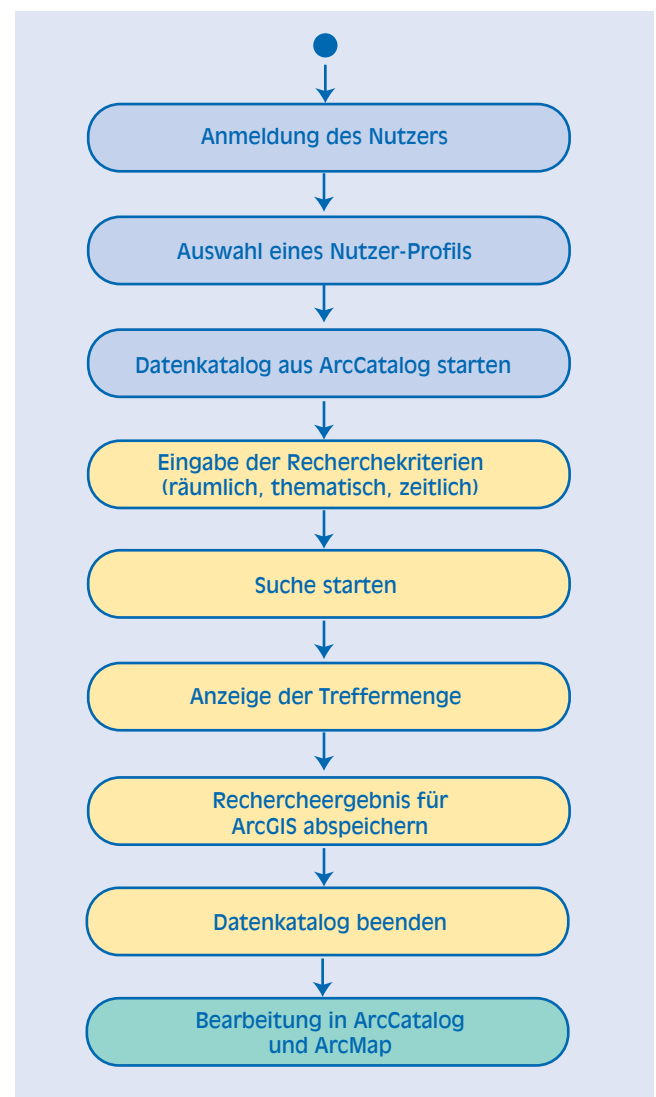 Anmeldung des Nutzers
Auswahl eines Nutzer-Profils
Datenkatalog aus ArcCatalog starten
Eingabe der Recherchekriterien
(räumlich, thematisch, zeitlich)
Suche starten
Anzeige der Treffermenge
Rechercheergebnis für
ArcGIS abspeichern
Datenkatalog beenden
Bearbeitung in ArcCatalog
und ArcMap